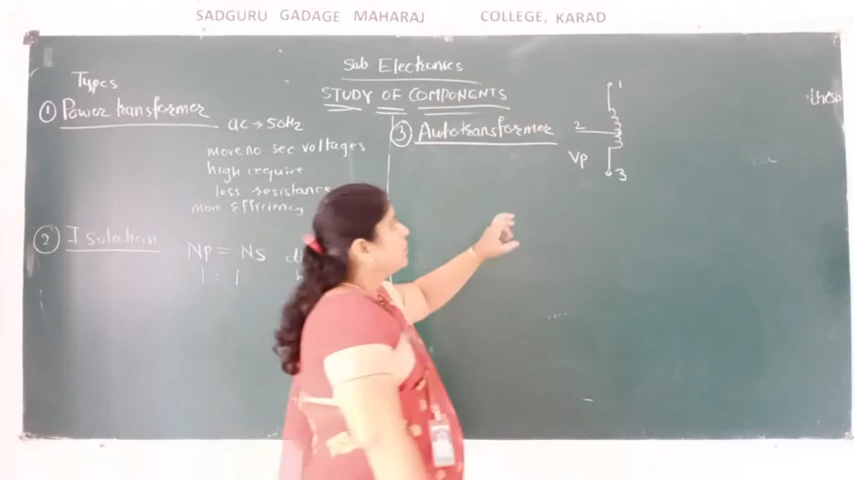 SADGURU GADAGE MAHARAJ COLLEGE, KARAD
Sub Electronics
STUDY OF COMPONENTS
Types
① Power transformer
ac → 50Hz
more no sec voltages
high require
less resistance
more Efficiency
② Isolation
Np = Ns
1 : 1
③ Autotransformer
1
2
Vp
3